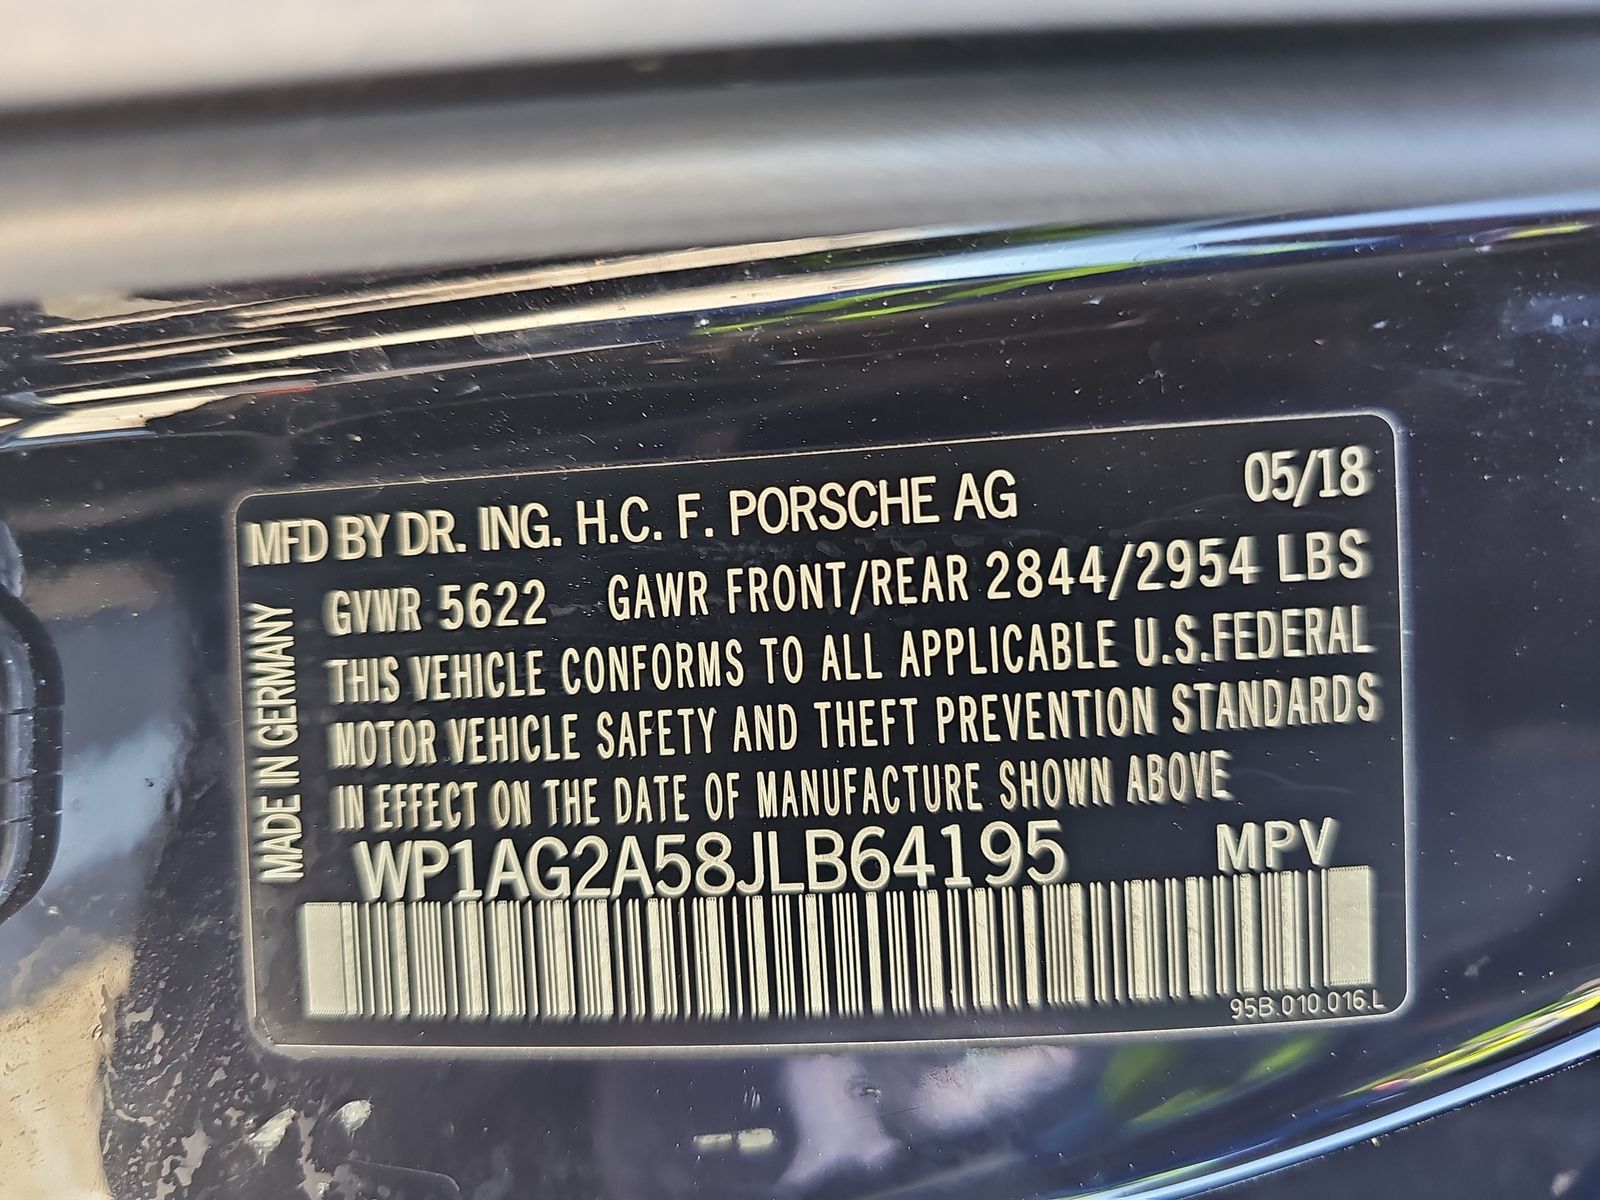 MFD BY DR. ING. H.C. F. PORSCHE AG 05/18
GVWR 5622 GAWR FRONT/REAR 2844/2954 LBS
THIS VEHICLE CONFORMS TO ALL APPLICABLE U.S.FEDERAL
MOTOR VEHICLE SAFETY AND THEFT PREVENTION STANDARDS
IN EFFECT ON THE DATE OF MANUFACTURE SHOWN ABOVE
WP1AG2A58JLB64195 MPV
95B.010.016.L
MADE IN GERMANY